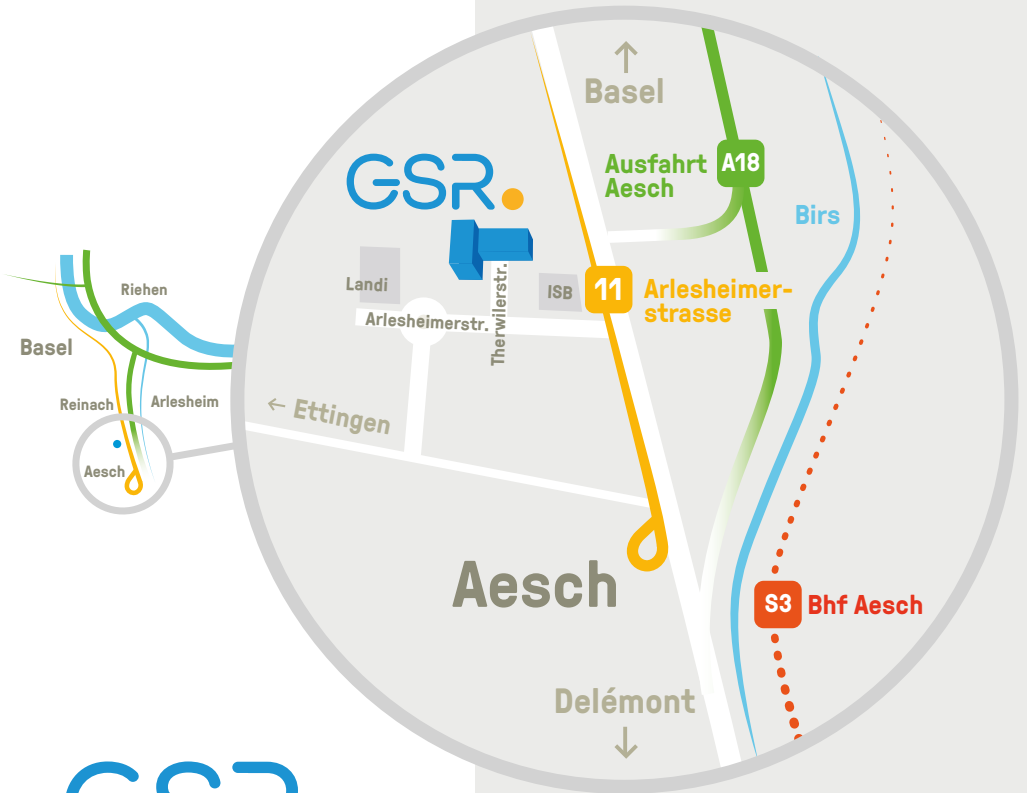 ↑
Basel
GSR.
Ausfahrt
Aesch
A18
Birs
Landi
ISB
11
Arlesheimer-
strasse
Arlesheimerstr.
Therwilerstr.
Riehen
Basel
Reinach
Arlesheim
Aesch
← Ettingen
Aesch
S3 Bhf Aesch
Delémont
↓
GSR